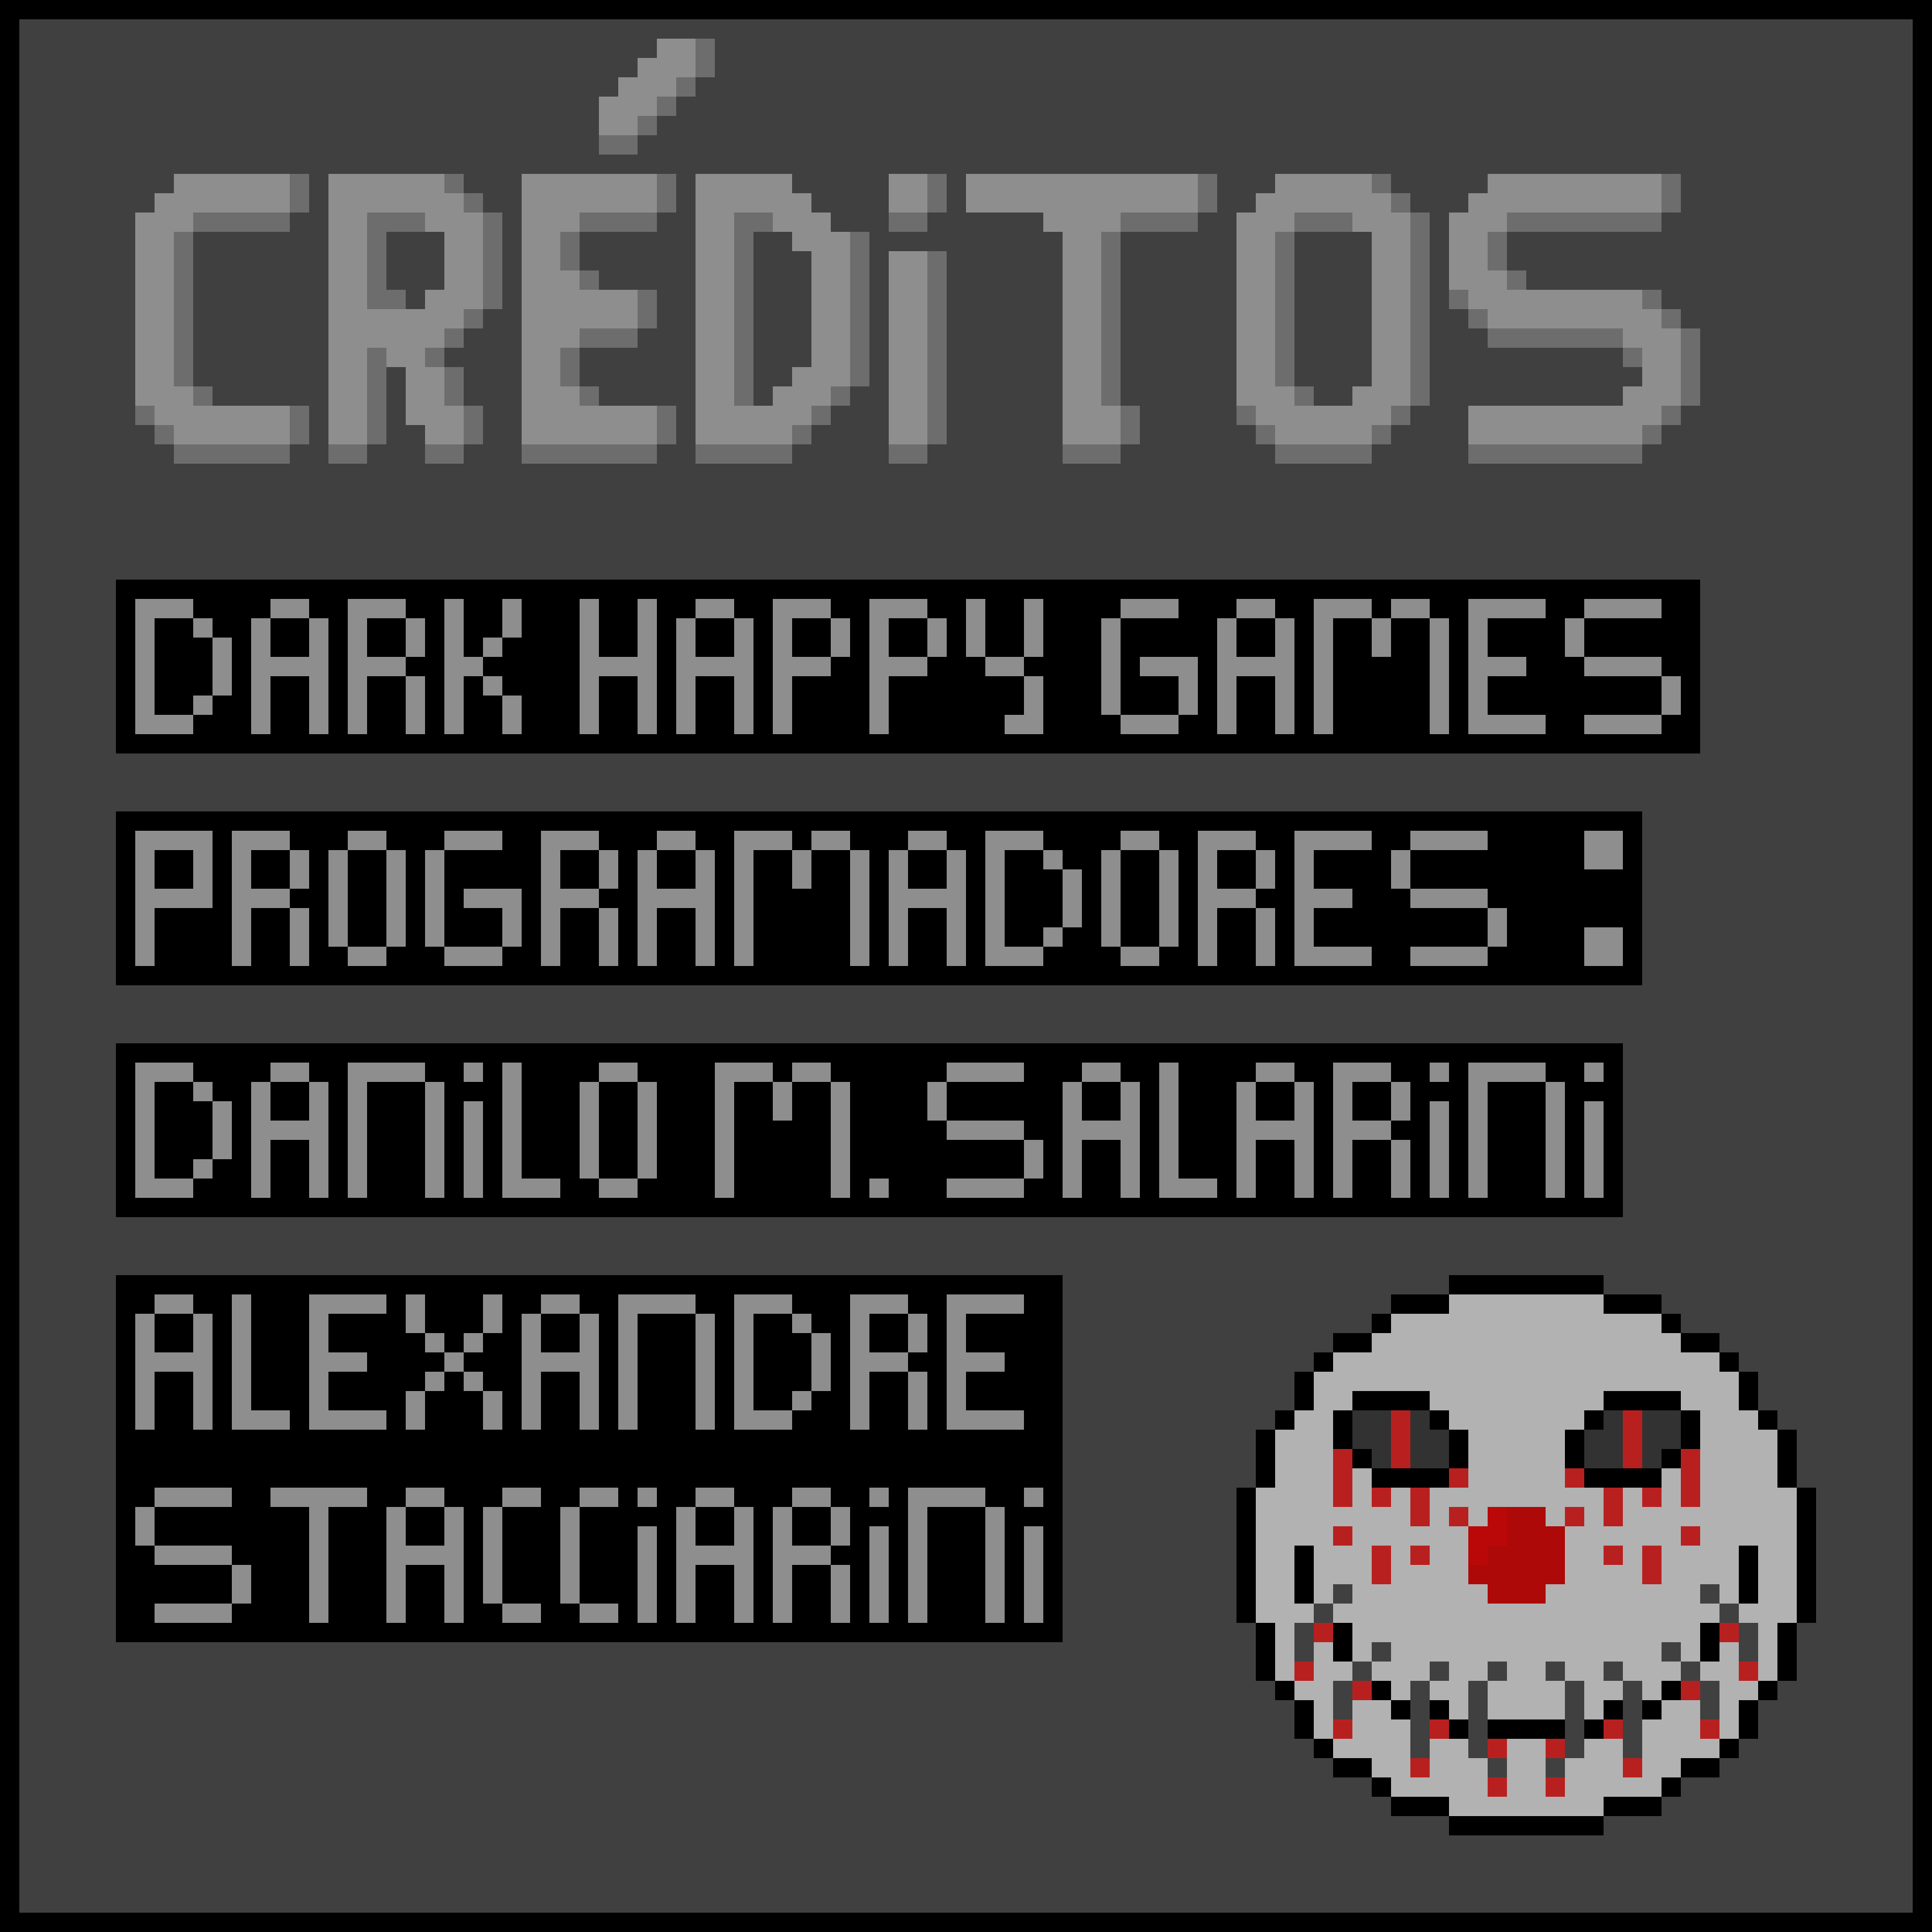 CRÉDITOS
DARK HAPPY GAMES
PROGRAMADORES :
DANILO M. SALARINI
ALEXANDRE
STACCIARINI